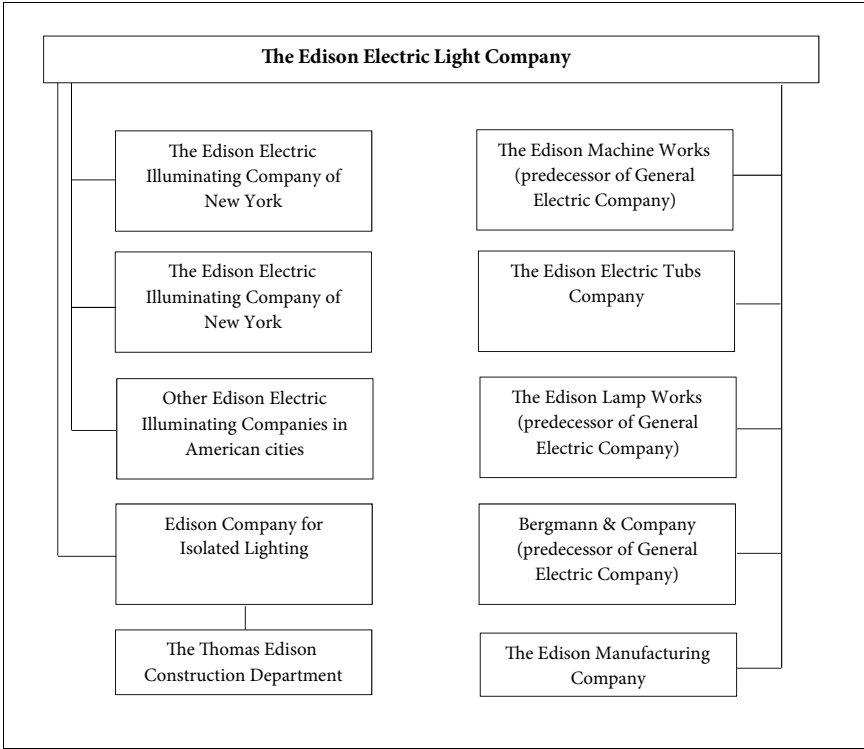 The Edison Electric Light Company
The Edison Electric
Illuminating Company of
New York
The Edison Electric
Illuminating Company of
New York
Other Edison Electric
Illuminating Companies in
American cities
Edison Company for
Isolated Lighting
The Thomas Edison
Construction Department
The Edison Machine Works
(predecessor of General
Electric Company)
The Edison Electric Tubs
Company
The Edison Lamp Works
(predecessor of General
Electric Company)
Bergmann & Company
(predecessor of General
Electric Company)
The Edison Manufacturing
Company